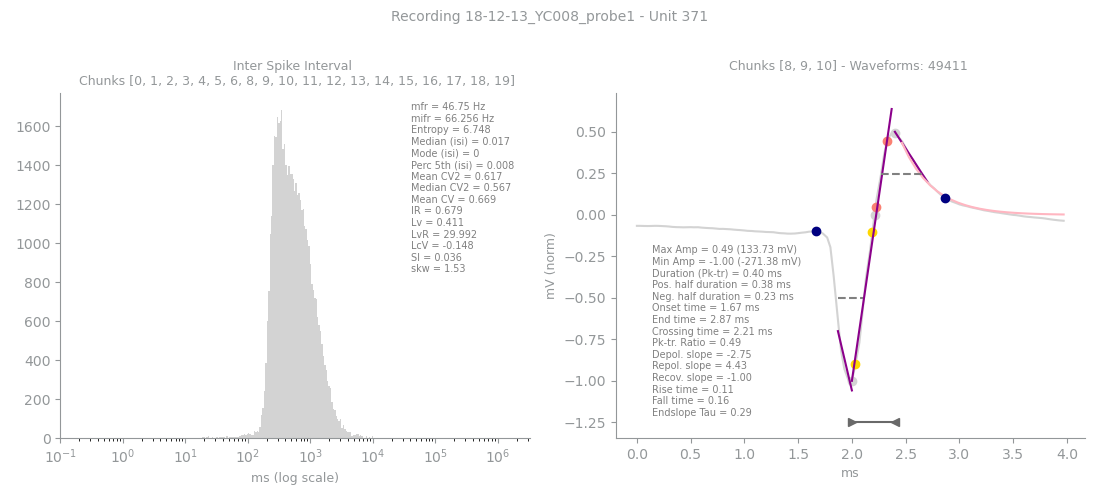 Recording 18-12-13_YC008_probe1 - Unit 371
Inter Spike Interval
Chunks [0, 1, 2, 3, 4, 5, 6, 8, 9, 10, 11, 12, 13, 14, 15, 16, 17, 18, 19]
mfr = 46.75 Hz
mifr = 66.256 Hz
Entropy = 6.748
Median (isi) = 0.017
Mode (isi) = 0
Perc 5th (isi) = 0.008
Mean CV2 = 0.617
Median CV2 = 0.567
Mean CV = 0.669
IR = 0.679
Lv = 0.411
LvR = 29.992
LcV = -0.148
SI = 0.036
skw = 1.53
1600
1400
1200
1000
800
600
400
200
0
10⁻¹ 10⁰ 10¹ 10² 10³ 10⁴ 10⁵ 10⁶
ms (log scale)
Chunks [8, 9, 10] - Waveforms: 49411
mV (norm)
0.50
0.25
0.00
−0.25
−0.50
−0.75
−1.00
−1.25
Max Amp = 0.49 (133.73 mV)
Min Amp = -1.00 (-271.38 mV)
Duration (Pk-tr) = 0.40 ms
Pos. half duration = 0.38 ms
Neg. half duration = 0.23 ms
Onset time = 1.67 ms
End time = 2.87 ms
Crossing time = 2.21 ms
Pk-tr. Ratio = 0.49
Depol. slope = -2.75
Repol. slope = 4.43
Recov. slope = -1.00
Rise time = 0.11
Fall time = 0.16
Endslope Tau = 0.29
0.0 0.5 1.0 1.5 2.0 2.5 3.0 3.5 4.0
ms